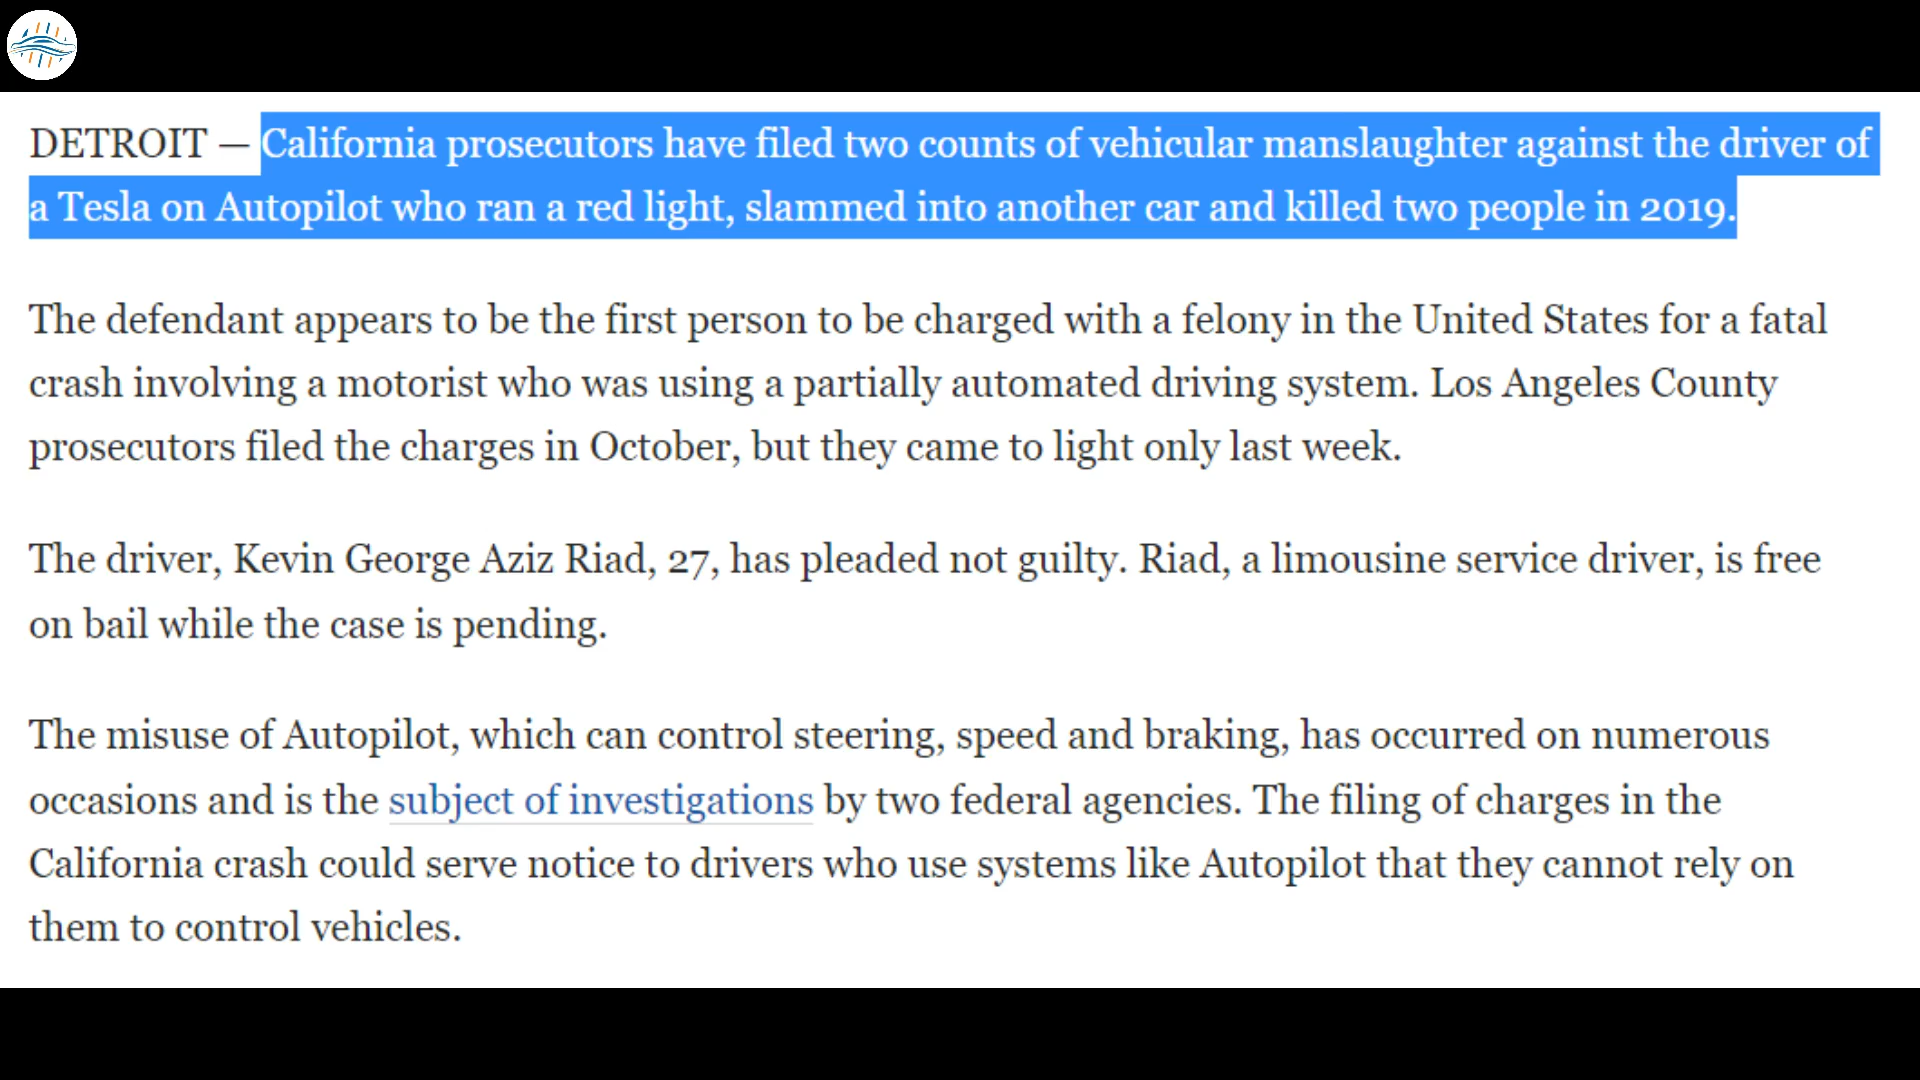 DETROIT — California prosecutors have filed two counts of vehicular manslaughter against the driver of
a Tesla on Autopilot who ran a red light, slammed into another car and killed two people in 2019.
The defendant appears to be the first person to be charged with a felony in the United States for a fatal
crash involving a motorist who was using a partially automated driving system. Los Angeles County
prosecutors filed the charges in October, but they came to light only last week.
The driver, Kevin George Aziz Riad, 27, has pleaded not guilty. Riad, a limousine service driver, is free
on bail while the case is pending.
The misuse of Autopilot, which can control steering, speed and braking, has occurred on numerous
occasions and is the subject of investigations by two federal agencies. The filing of charges in the
California crash could serve notice to drivers who use systems like Autopilot that they cannot rely on
them to control vehicles.